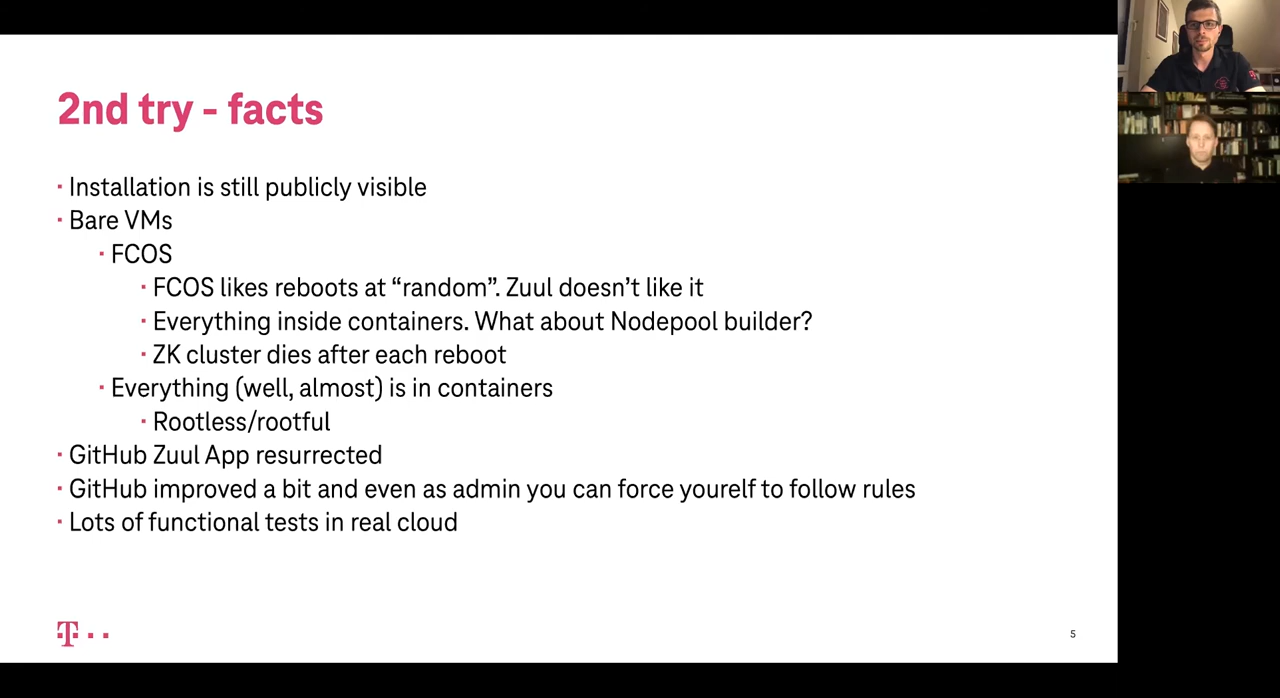 2nd try - facts
· Installation is still publicly visible
· Bare VMs
· FCOS
· FCOS likes reboots at “random”. Zuul doesn’t like it
· Everything inside containers. What about Nodepool builder?
· ZK cluster dies after each reboot
· Everything (well, almost) is in containers
· Rootless/rootful
· GitHub Zuul App resurrected
· GitHub improved a bit and even as admin you can force yourelf to follow rules
· Lots of functional tests in real cloud
T
5